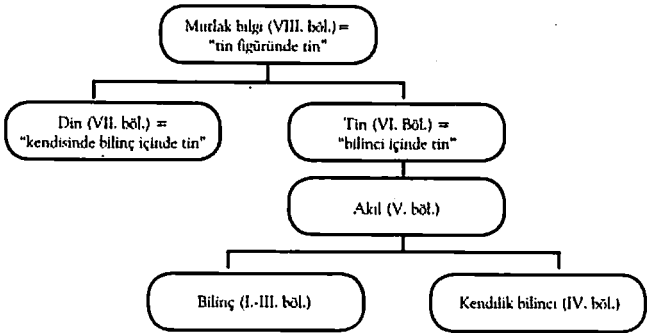 Mutlak bilgi (VIII. böl.) =
"tin figüründe tin"
Din (VII. böl.) =
"kendisinde bilinç içinde tin"
Tin (VI. Böl.) =
"bilinci içinde tin"
Akıl (V. böl.)
Bilinç (I.-III. böl.)
Kendilik bilinci (IV. böl.)